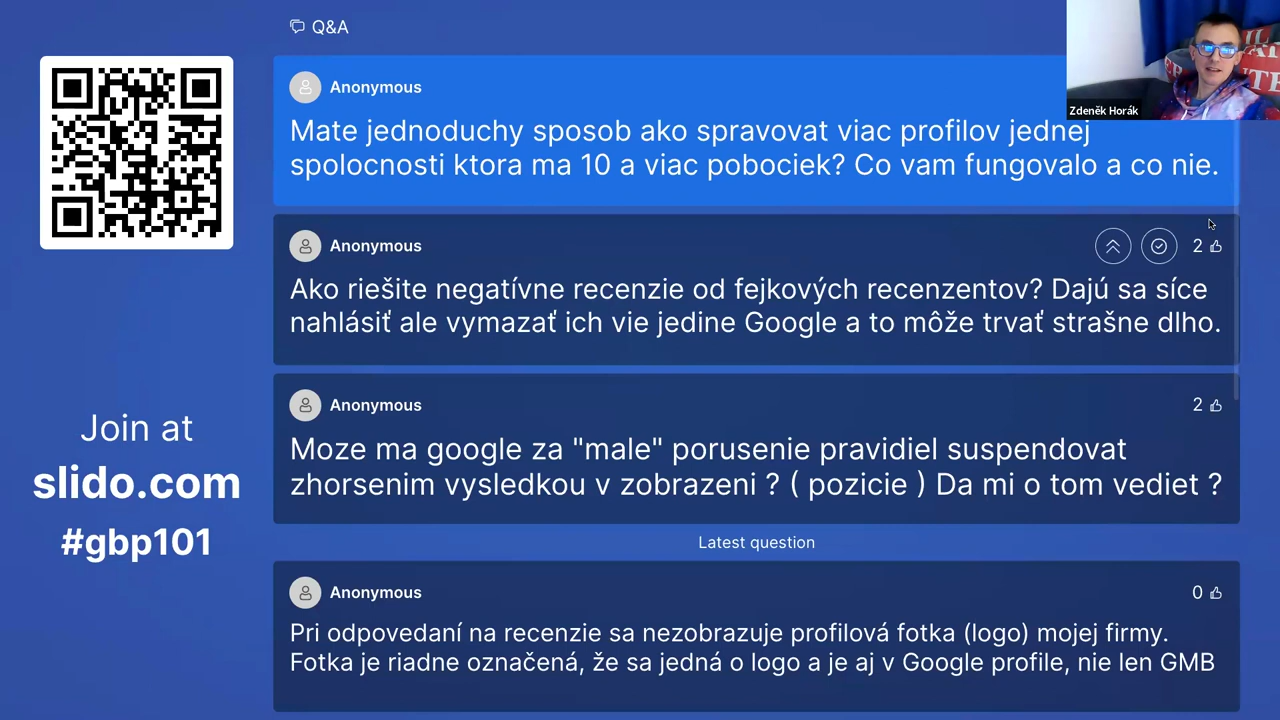 Q&A
Zdeněk Horák
Anonymous
Mate jednoduchy sposob ako spravovat viac profilov jednej
spolocnosti ktora ma 10 a viac pobociek? Co vam fungovalo a co nie.
Anonymous
2
Ako riešite negatívne recenzie od fejkových recenzentov? Dajú sa síce
nahlásiť ale vymazať ich vie jedine Google a to môže trvať strašne dlho.
Anonymous
2
Moze ma google za "male" porusenie pravidiel suspendovat
zhorsenim vysledkou v zobrazeni ? ( pozicie ) Da mi o tom vediet ?
Latest question
Anonymous
0
Pri odpovedaní na recenzie sa nezobrazuje profilová fotka (logo) mojej firmy.
Fotka je riadne označená, že sa jedná o logo a je aj v Google profile, nie len GMB
Join at
slido.com
#gbp101